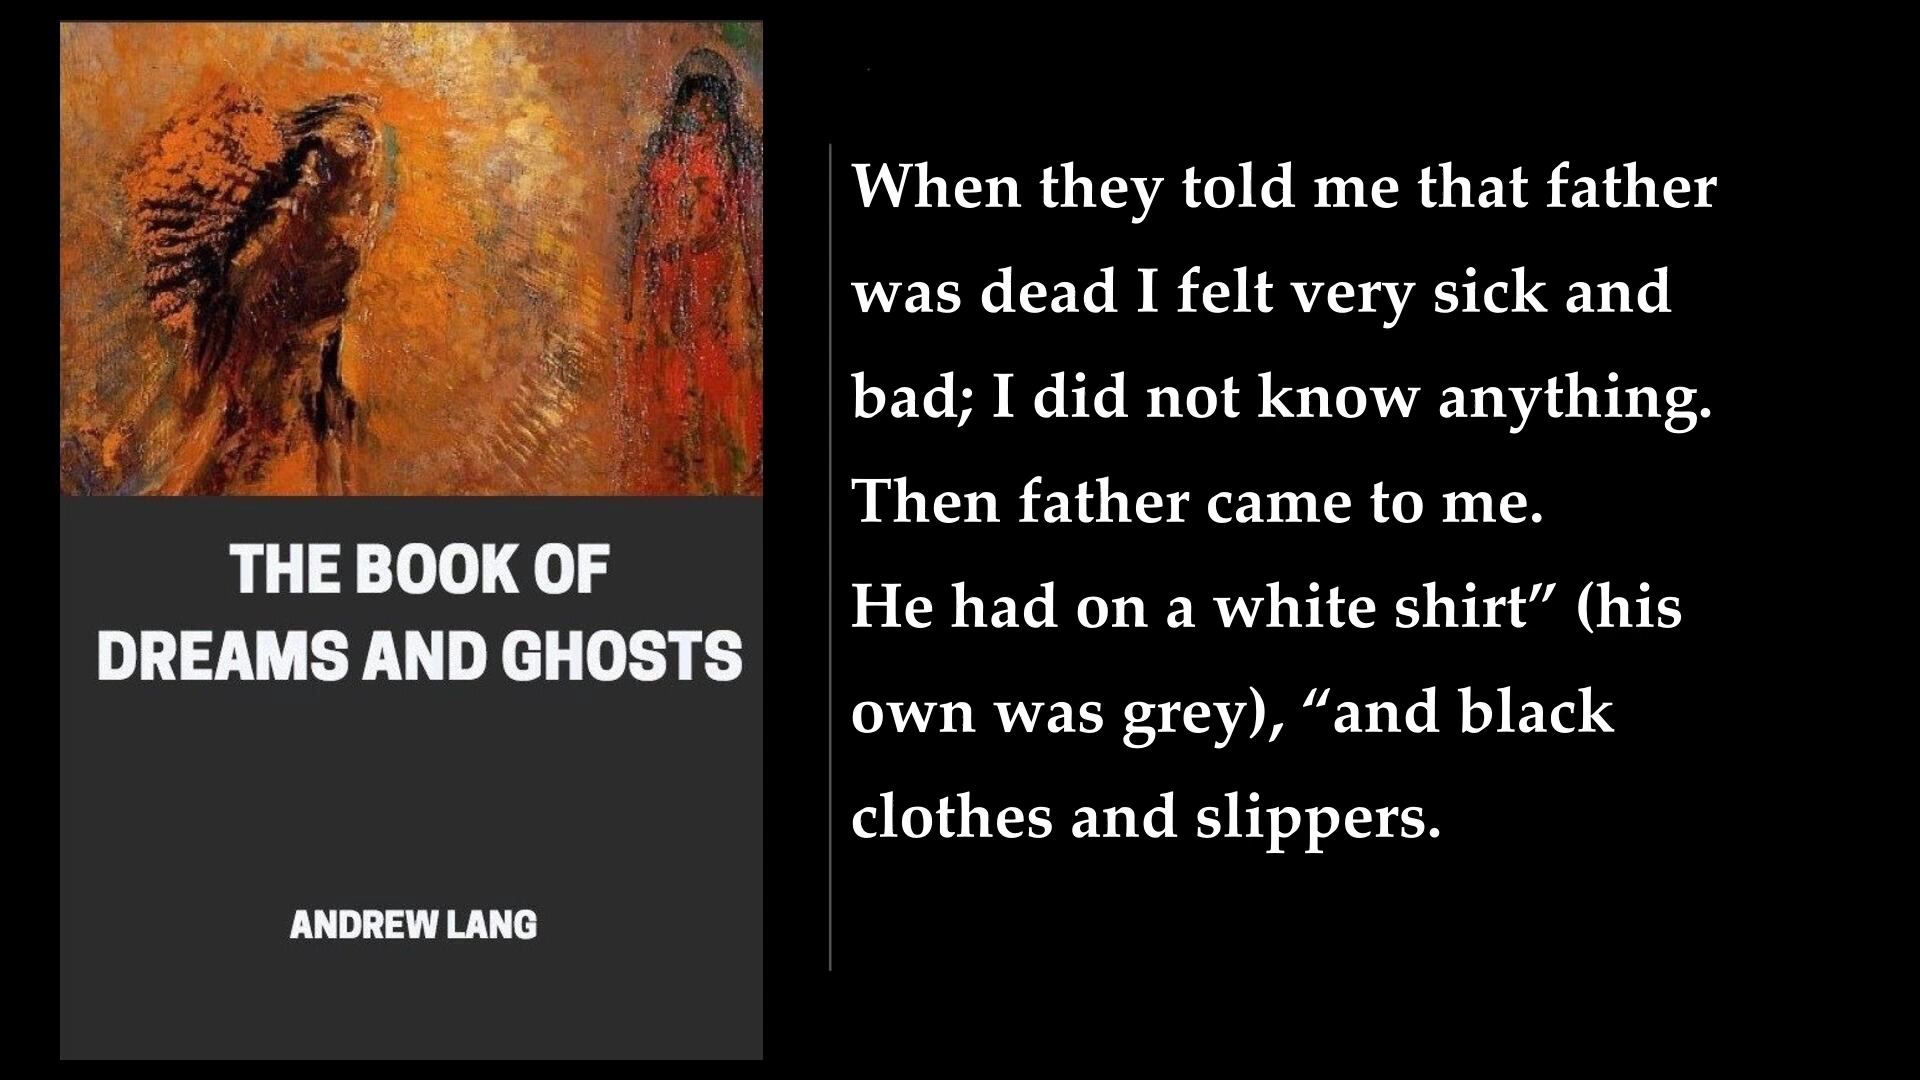 THE BOOK OF
DREAMS AND GHOSTS
ANDREW LANG
When they told me that father
was dead I felt very sick and
bad; I did not know anything.
Then father came to me.
He had on a white shirt” (his
own was grey), “and black
clothes and slippers.